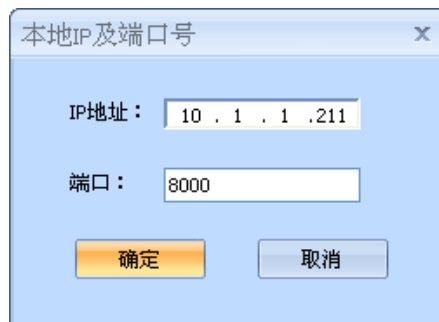 本地IP及端口号 x
IP地址： 10 . 1 . 1 .211
端口： 8000
确定 取消